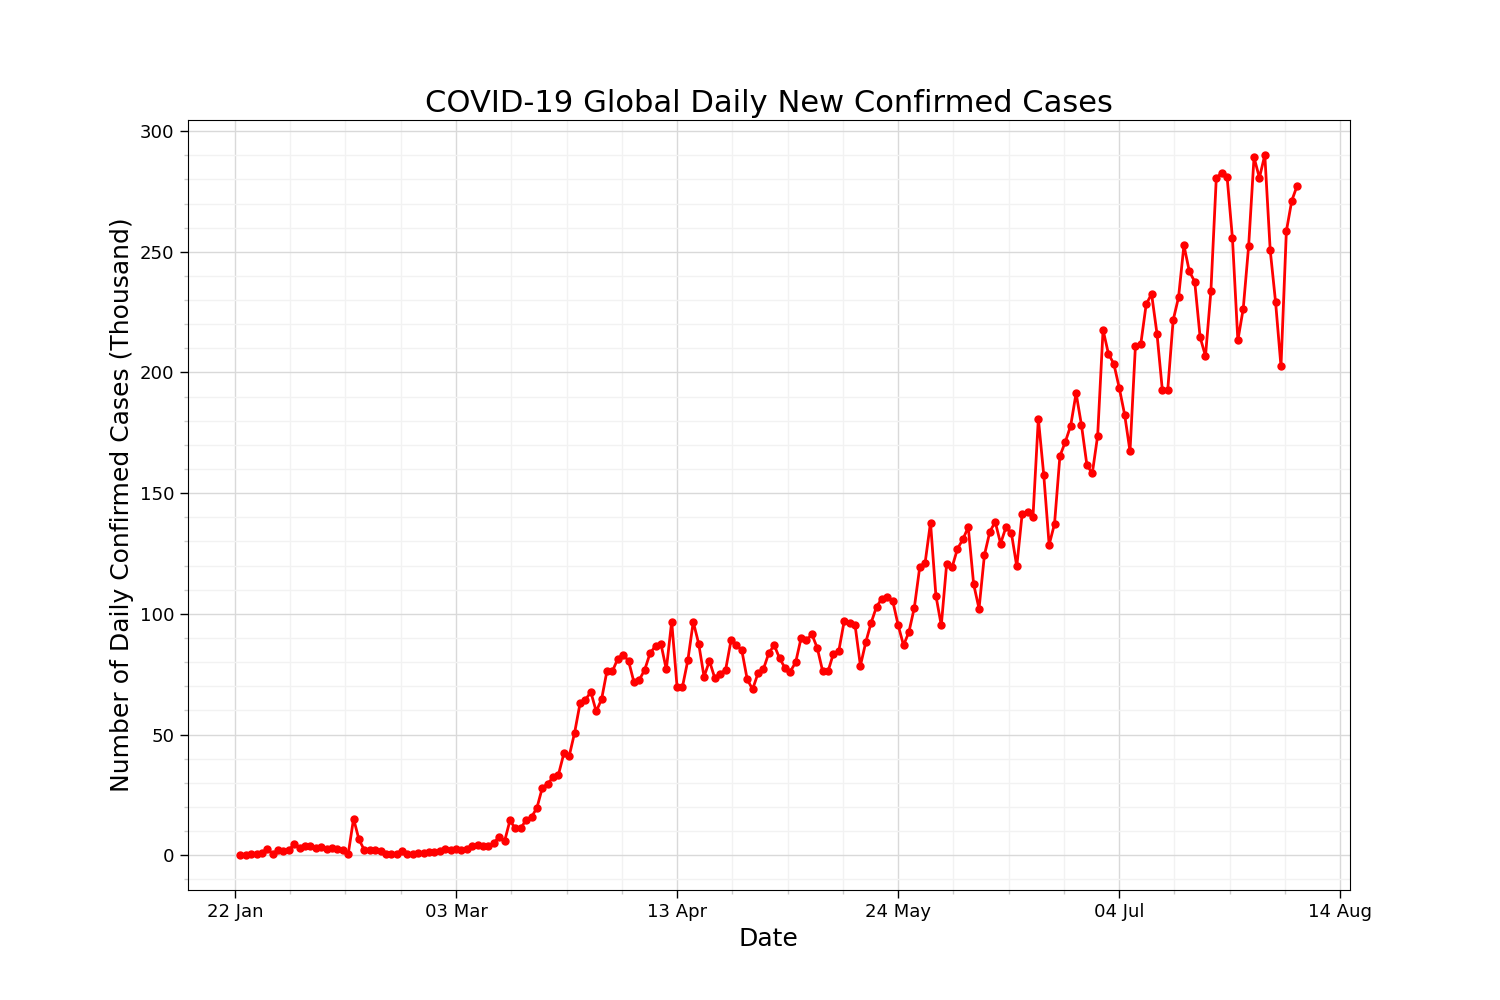 COVID-19 Global Daily New Confirmed Cases
Number of Daily Confirmed Cases (Thousand)
300
250
200
150
100
50
0
22 Jan 03 Mar 13 Apr 24 May 04 Jul 14 Aug
Date